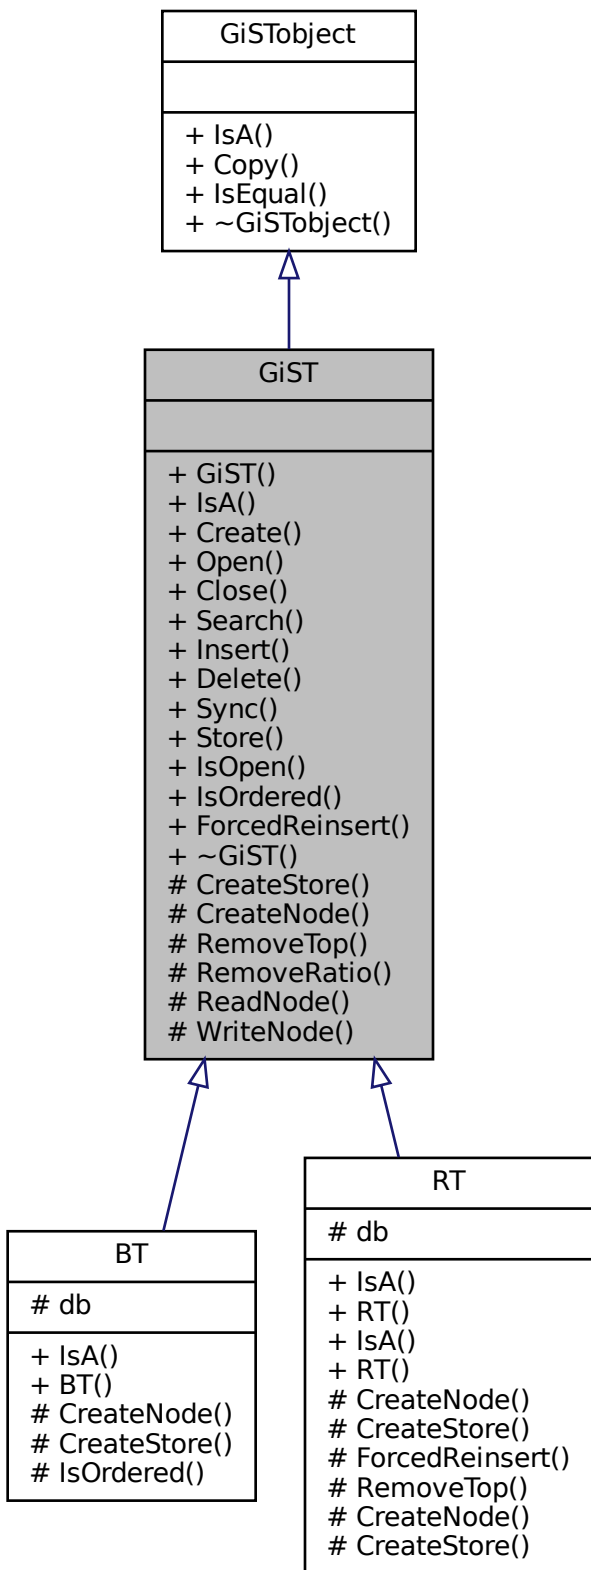 GiSTobject
+ IsA()
+ Copy()
+ IsEqual()
+ ~GiSTobject()
GiST
+ GiST()
+ IsA()
+ Create()
+ Open()
+ Close()
+ Search()
+ Insert()
+ Delete()
+ Sync()
+ Store()
+ IsOpen()
+ IsOrdered()
+ ForcedReinsert()
+ ~GiST()
# CreateStore()
# CreateNode()
# RemoveTop()
# RemoveRatio()
# ReadNode()
# WriteNode()
BT
# db
+ IsA()
+ BT()
# CreateNode()
# CreateStore()
# IsOrdered()
RT
# db
+ IsA()
+ RT()
+ IsA()
+ RT()
# CreateNode()
# CreateStore()
# ForcedReinsert()
# RemoveTop()
# CreateNode()
# CreateStore()